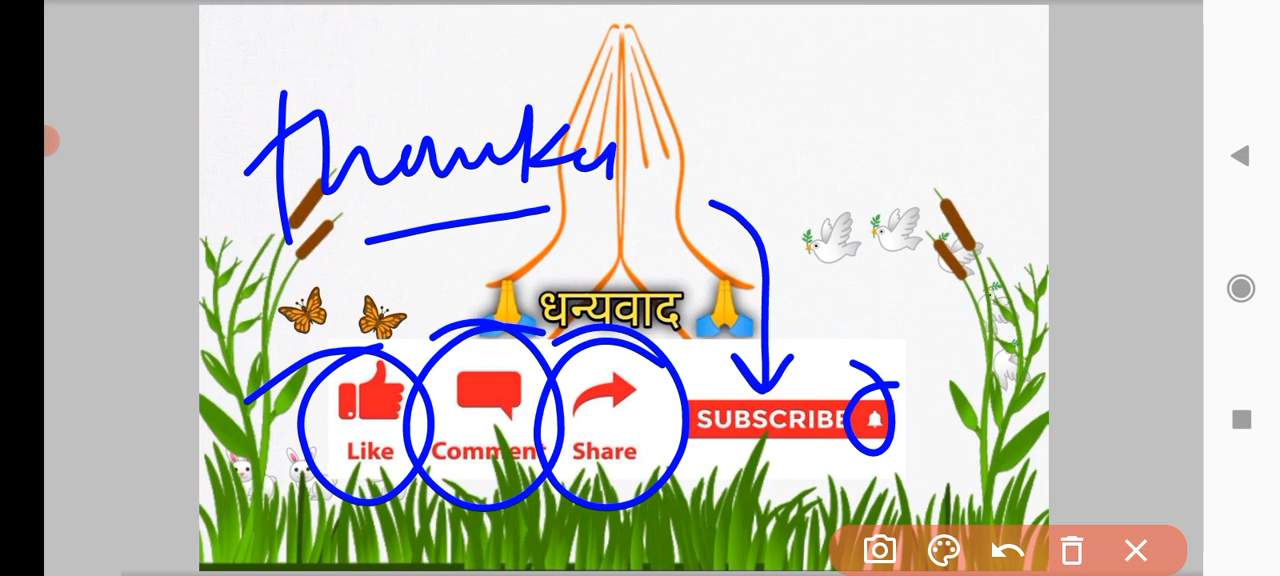 Thanku
धन्यवाद
SUBSCRIBE
Like Comment Share